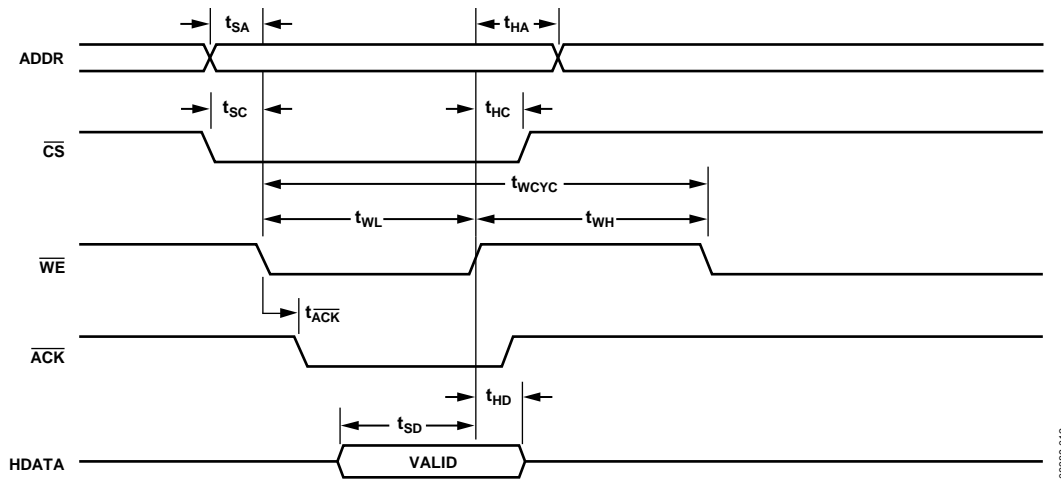 tSA
tHA
ADDR
tSC
tHC
CS
tWCYC
tWL
tWH
WE
tACK
ACK
tHD
tSD
HDATA
VALID